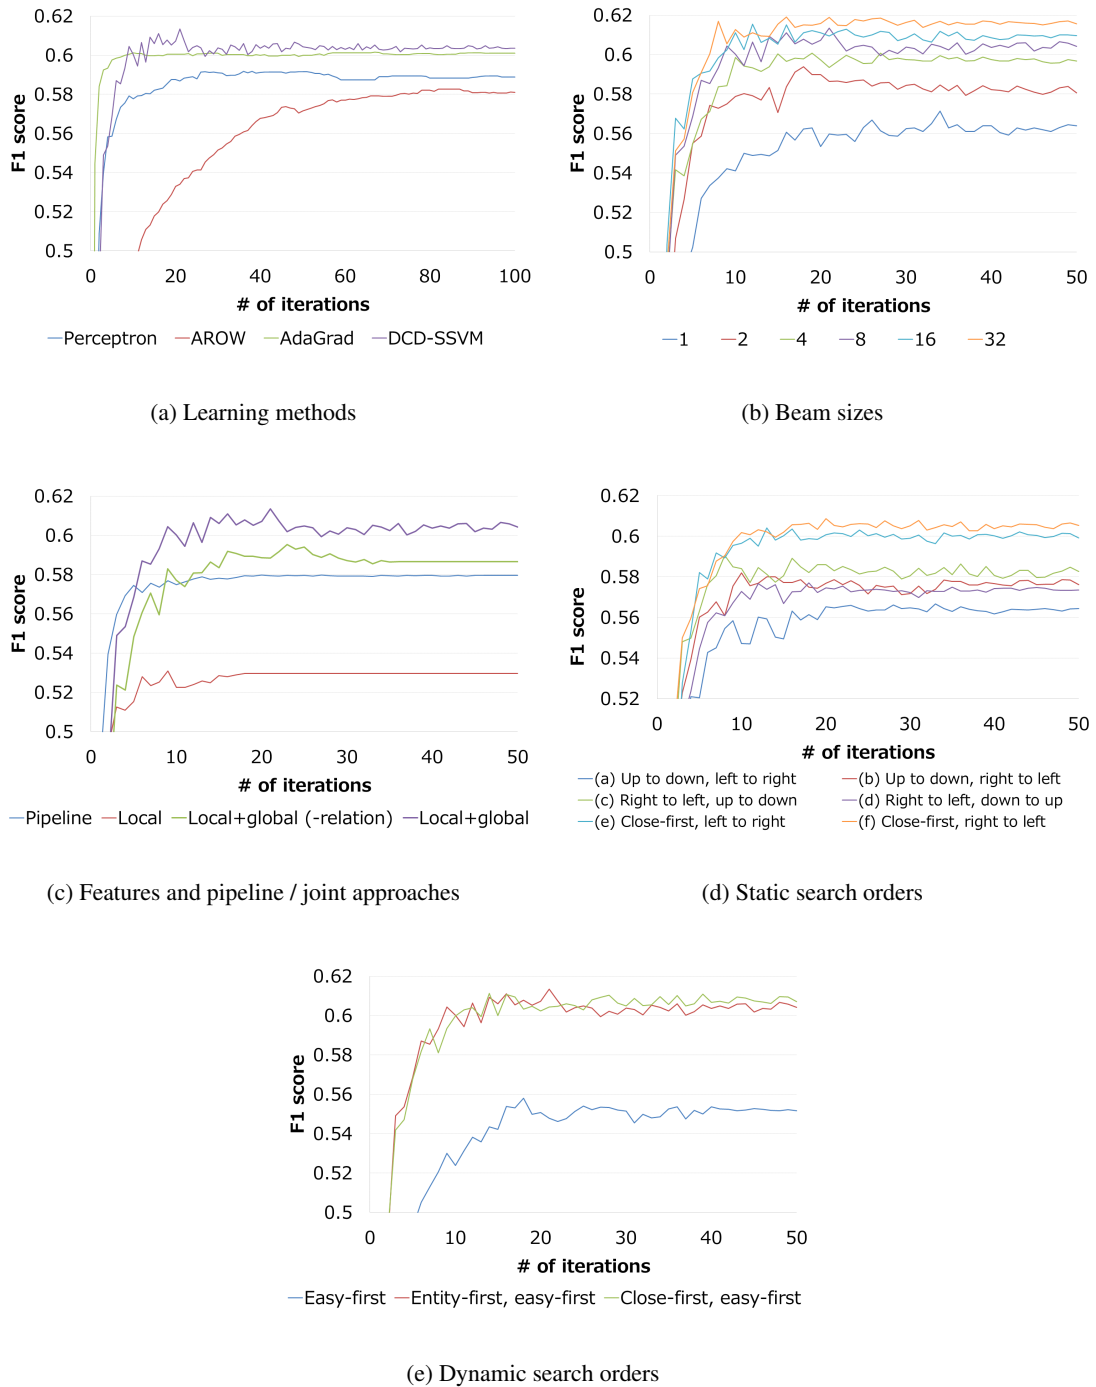 0.62
0.6
0.58
0.56
0.54
0.52
0.5
F1 score
0 20 40 60 80 100
# of iterations
Perceptron AROW AdaGrad DCD-SSVM
(a) Learning methods
0.62
0.6
0.58
0.56
0.54
0.52
0.5
F1 score
0 10 20 30 40 50
# of iterations
1 2 4 8 16 32
(b) Beam sizes
0.62
0.6
0.58
0.56
0.54
0.52
0.5
F1 score
0 10 20 30 40 50
# of iterations
Pipeline Local Local+global (-relation) Local+global
(c) Features and pipeline / joint approaches
0.62
0.6
0.58
0.56
0.54
0.52
F1 score
0 10 20 30 40 50
# of iterations
(a) Up to down, left to right (b) Up to down, right to left
(c) Right to left, up to down (d) Right to left, down to up
(e) Close-first, left to right (f) Close-first, right to left
(d) Static search orders
0.62
0.6
0.58
0.56
0.54
0.52
0.5
F1 score
0 10 20 30 40 50
# of iterations
Easy-first Entity-first, easy-first Close-first, easy-first
(e) Dynamic search orders